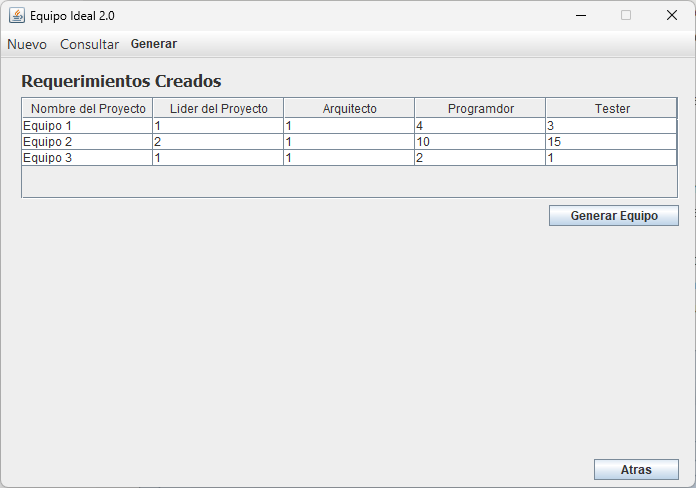 Equipo Ideal 2.0
Nuevo Consultar Generar
Requerimientos Creados
Nombre del Proyecto Lider del Proyecto Arquitecto Programdor Tester
Equipo 1 1 1 4 3
Equipo 2 2 1 10 15
Equipo 3 1 1 2 1
Generar Equipo
Atras